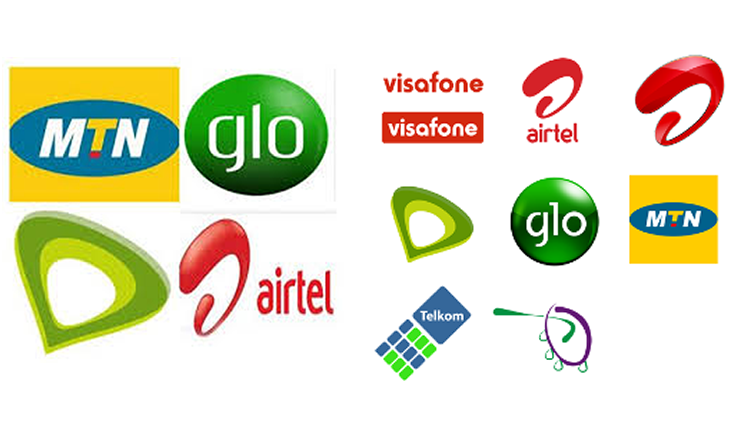 MTN
glo
airtel
visafone
visafone
airtel
glo
MTN
Telkom